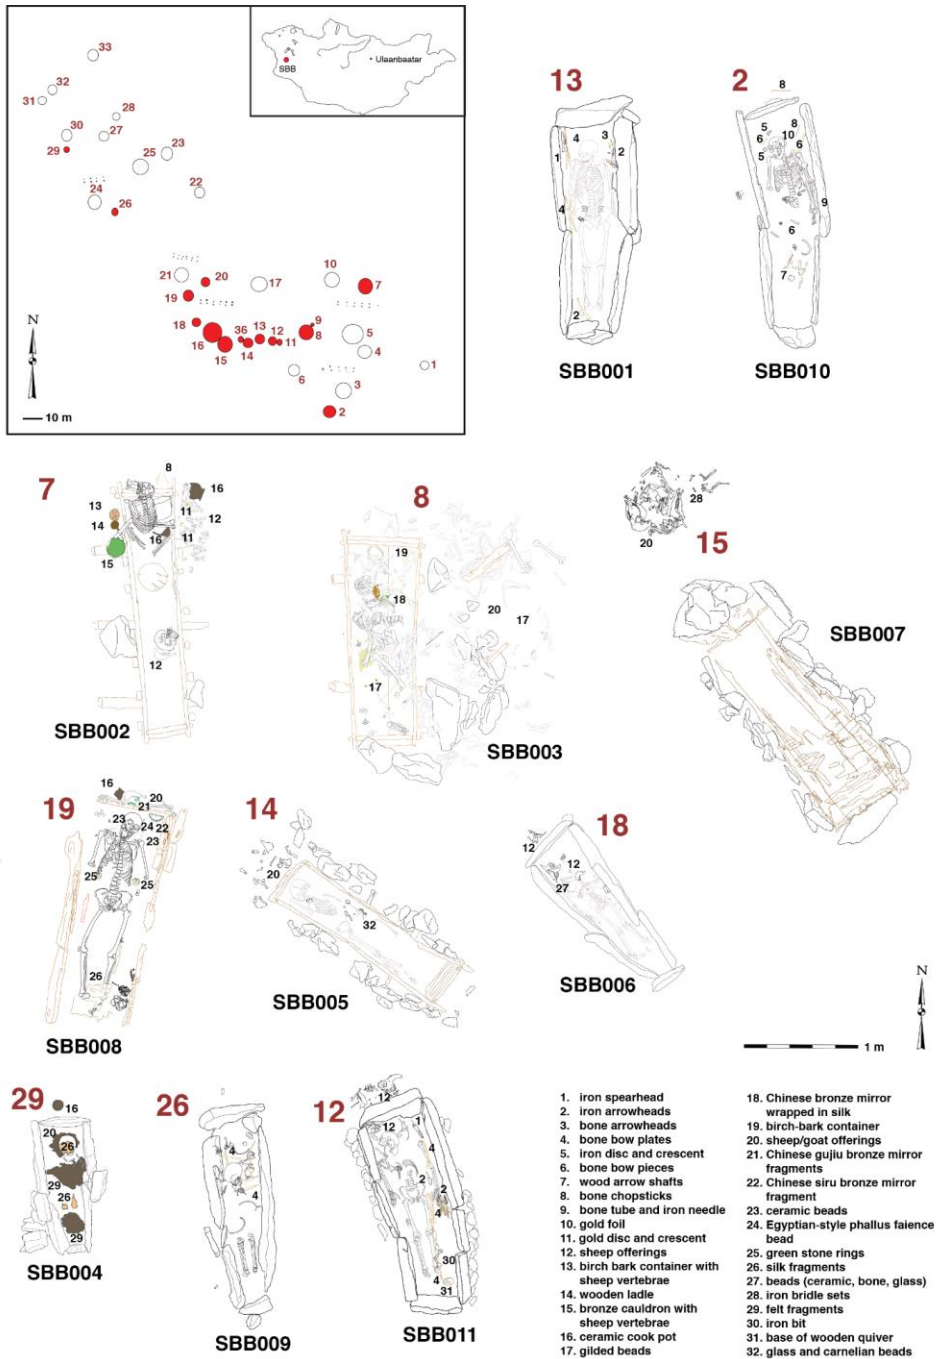 33
32
31
28
30
27
29
23
25
24
26
22
SBB
Ulaanbaatar
21
20
17
10
7
19
18
16
15
36
14
13
12
11
9
8
5
4
6
3
1
2
N
10 m
13
4
3
1
2
4
2
SBB001
2
8
5
8
6
10
5
6
9
6
7
SBB010
7
8
16
13
11
12
14
16
11
15
12
SBB002
8
19
18
20
17
17
SBB003
28
20
15
SBB007
19
16
20
21
23
24
22
23
25
25
26
SBB008
14
20
32
SBB005
18
12
12
27
SBB006
N
1 m
29
16
20
26
29
26
29
SBB004
26
4
4
SBB009
12
12
12
1
2
2
4
30
4
31
SBB011
1. iron spearhead
2. iron arrowheads
3. bone arrowheads
4. bone bow plates
5. iron disc and crescent
6. bone bow pieces
7. wood arrow shafts
8. bone chopsticks
9. bone tube and iron needle
10. gold foil
11. gold disc and crescent
12. sheep offerings
13. birch bark container with
sheep vertebrae
14. wooden ladle
15. bronze cauldron with
sheep vertebrae
16. ceramic cook pot
17. gilded beads
18. Chinese bronze mirror
wrapped in silk
19. birch-bark container
20. sheep/goat offerings
21. Chinese gujiu bronze mirror
fragments
22. Chinese siru bronze mirror
fragment
23. ceramic beads
24. Egyptian-style phallus faience
bead
25. green stone rings
26. silk fragments
27. beads (ceramic, bone, glass)
28. iron bridle sets
29. felt fragments
30. iron bit
31. base of wooden quiver
32. glass and carnelian beads